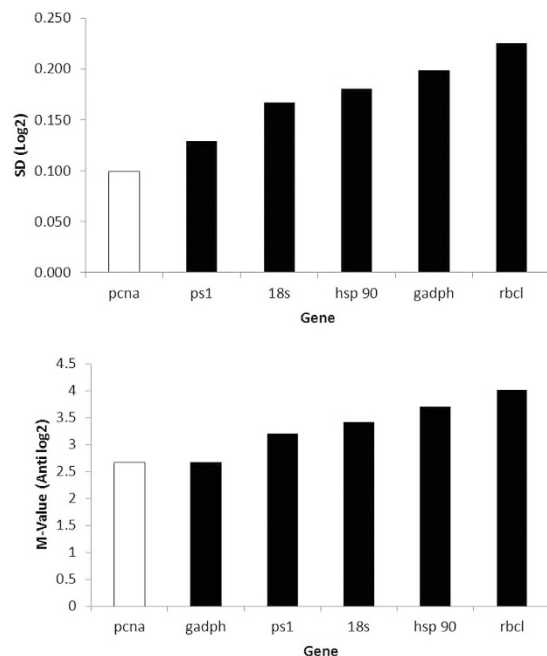 0.250
0.200
0.150
0.100
0.050
0.000
SD (Log2)
pcna ps1 18s hsp 90 gadph rbcl
Gene
4.5
4
3.5
3
2.5
2
1.5
1
0.5
0
M-Value (Anti log2)
pcna gadph ps1 18s hsp 90 rbcl
Gene